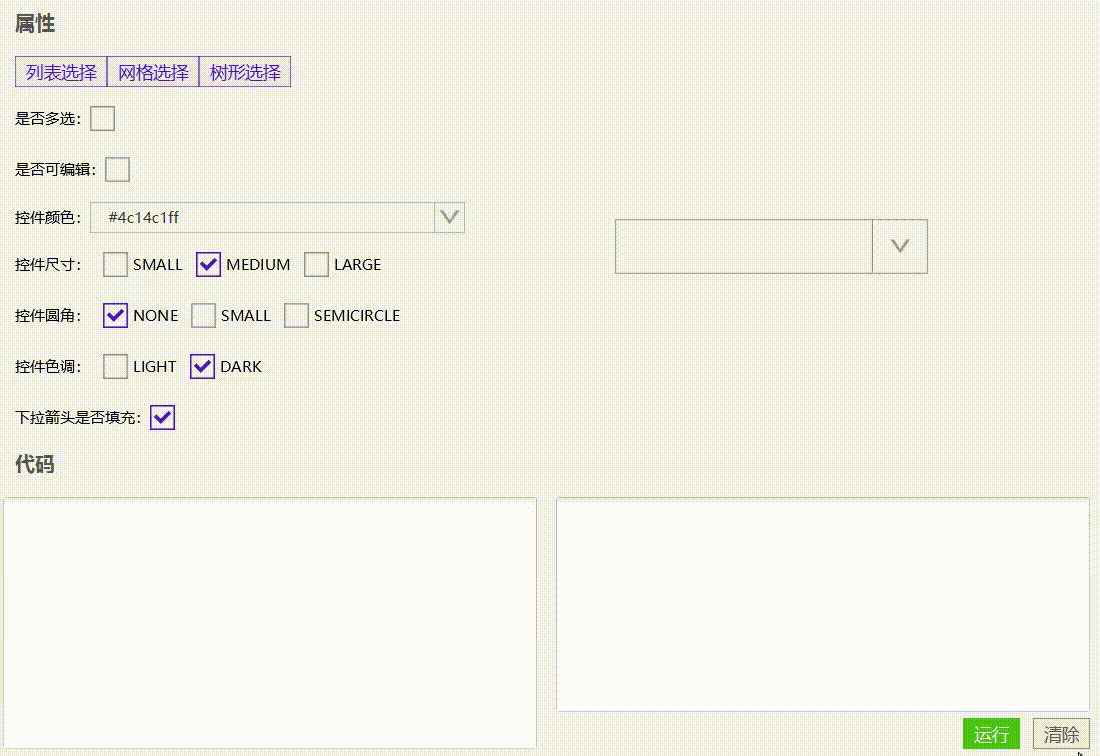 属性
列表选择 网格选择 树形选择
是否多选：
是否可编辑：
控件颜色： #4c14c1ff
控件尺寸： SMALL MEDIUM LARGE
控件圆角： NONE SMALL SEMICIRCLE
控件色调： LIGHT DARK
下拉箭头是否填充：
代码
运行 清除